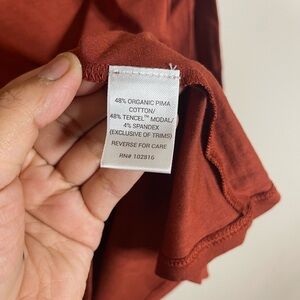 48% ORGANIC PIMA
COTTON/
48% TENCEL™ MODAL/
4% SPANDEX
(EXCLUSIVE OF TRIMS)
REVERSE FOR CARE
RN# 102816